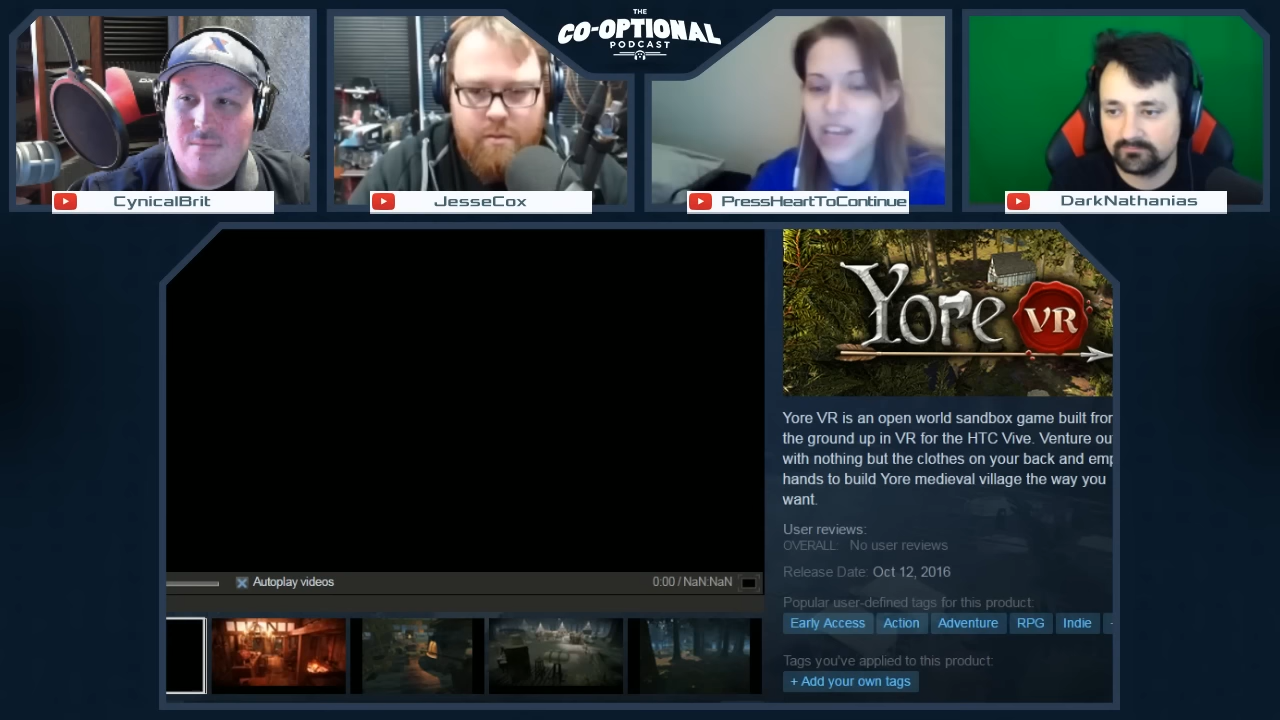 THE
CO-OPTIONAL
PODCAST
CynicalBrit
JesseCox
PressHeartToContinue
DarkNathanias
Yore
VR
Yore VR is an open world sandbox game built fro
the ground up in VR for the HTC Vive. Venture ou
with nothing but the clothes on your back and emp
hands to build Yore medieval village the way you
want.
User reviews:
OVERALL: No user reviews
Release Date: Oct 12, 2016
Autoplay videos
0:00 / NaN:NaN
Popular user-defined tags for this product:
Early Access Action Adventure RPG Indie
Tags you've applied to this product:
+ Add your own tags